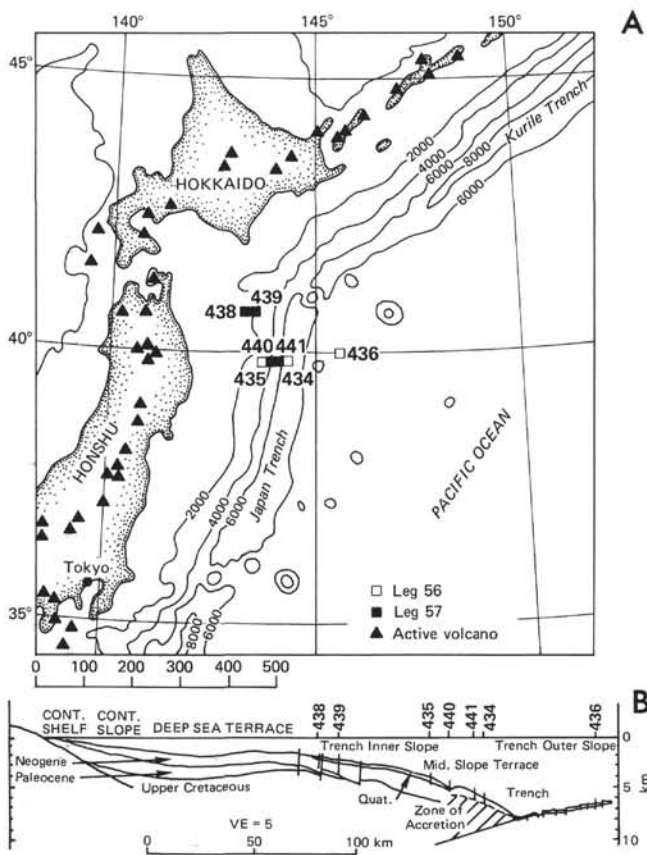 A
140°
145°
150°
45°
2000
4000
6000
8000
Kurile Trench
6000
HOKKAIDO
439
438
40°
440
441
436
435
434
HONSHU
Japan Trench
PACIFIC OCEAN
2000
4000
6000
Tokyo
□ Leg 56
■ Leg 57
▲ Active volcano
35°
8000
6000
0 100 200 300 400 500
B
CONT. SHELF
CONT. SLOPE
DEEP SEA TERRACE
438
439
435
440
441
434
436
0
Trench Inner Slope
Trench Outer Slope
Neogene
Mid. Slope Terrace
Paleocene
Upper Cretaceous
Quat.
Zone of Accretion
Trench
5
km
VE = 5
10
0 50 100 km